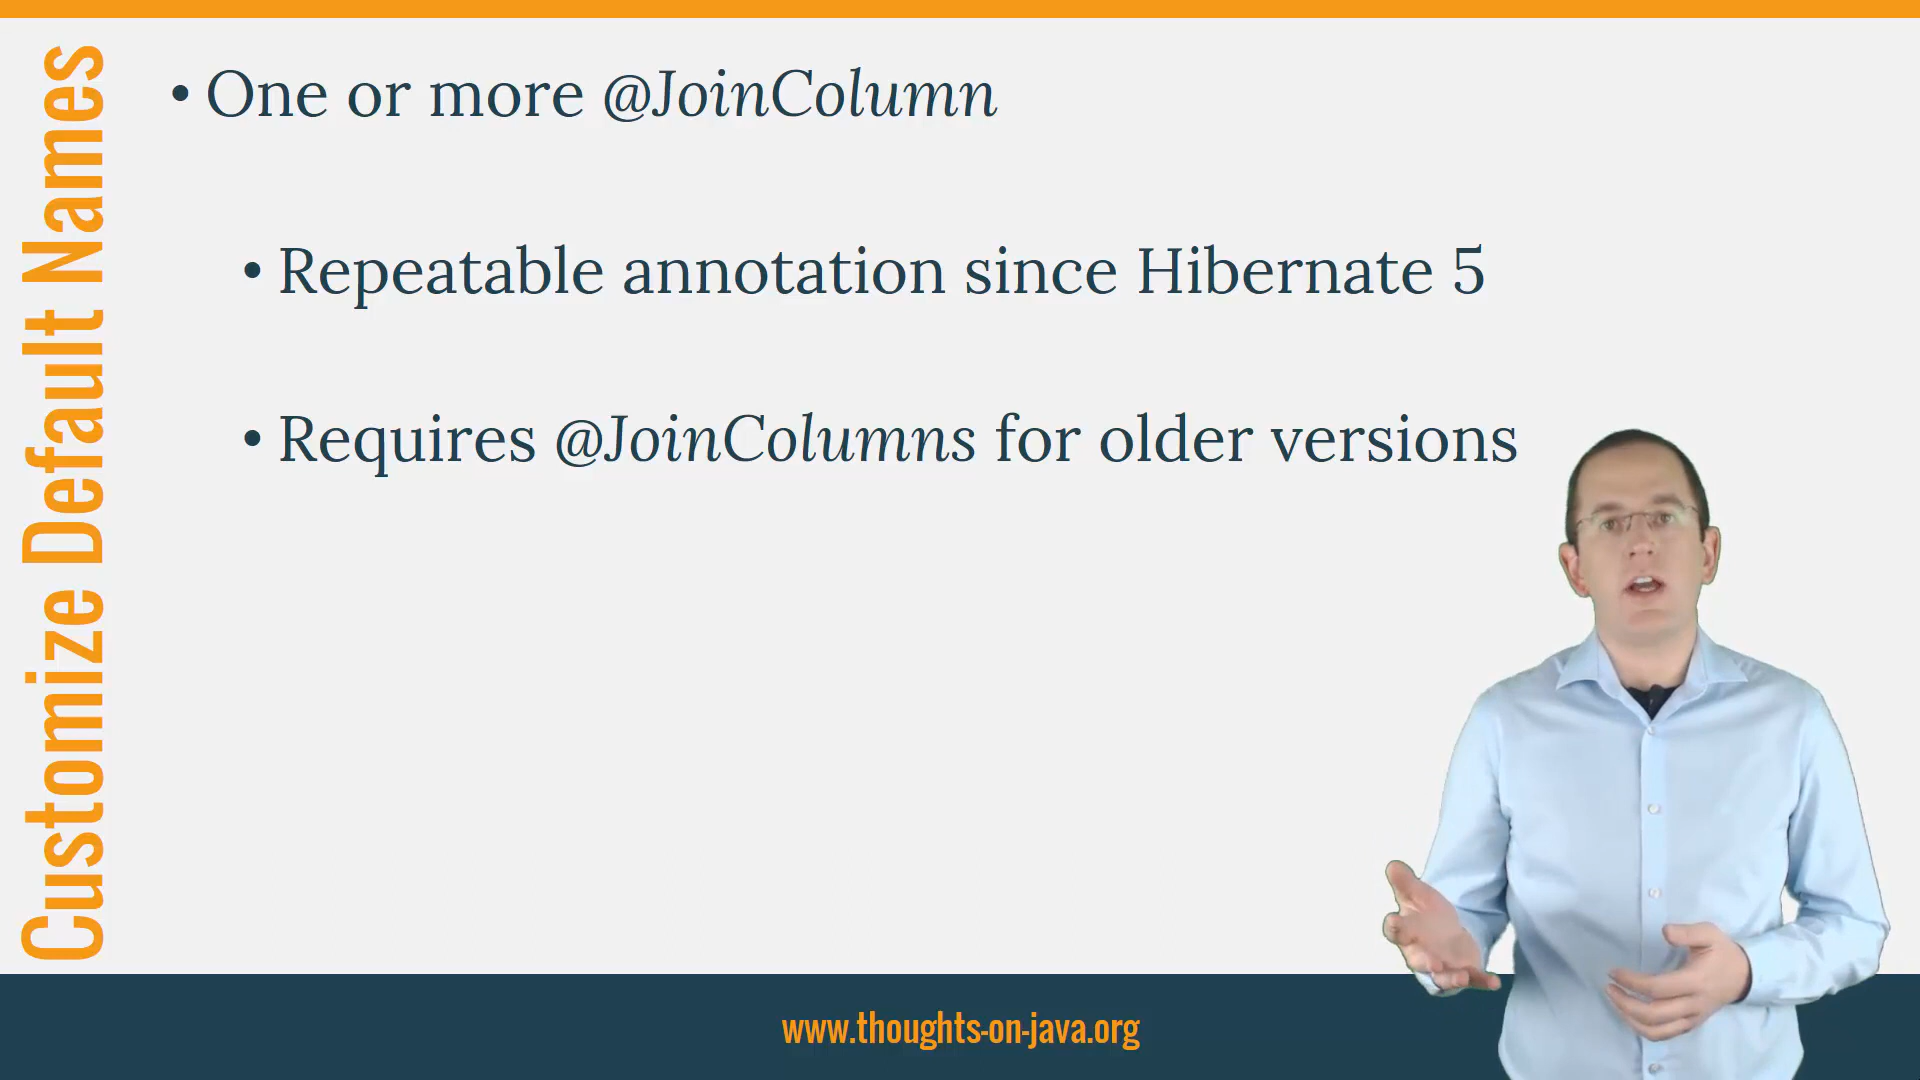 Customize Default Names
• One or more @JoinColumn
• Repeatable annotation since Hibernate 5
• Requires @JoinColumns for older versions
www.thoughts-on-java.org